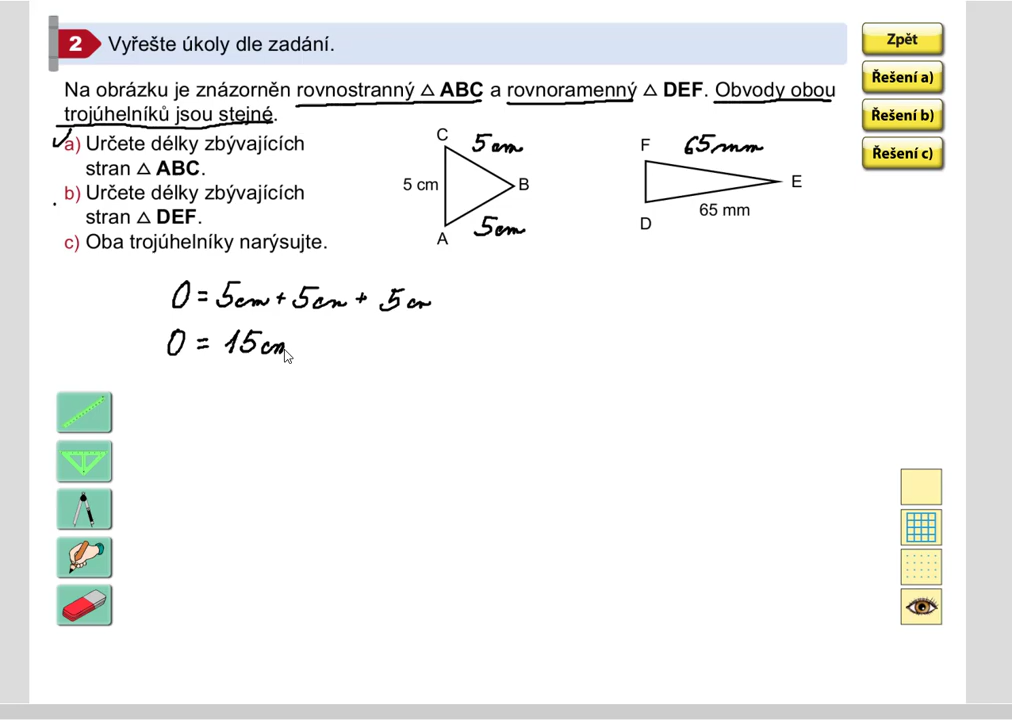 2 Vyřešte úkoly dle zadání.
Zpět
Řešení a)
Řešení b)
Řešení c)
Na obrázku je znázorněn rovnostranný △ ABC a rovnoramenný △ DEF. Obvody obou
trojúhelníků jsou stejné.
a) Určete délky zbývajících
stran △ ABC.
b) Určete délky zbývajících
stran △ DEF.
c) Oba trojúhelníky narýsujte.
C 5 cm
5 cm B
A 5 cm
F 65 mm
E
65 mm
D
O = 5 cm + 5 cm + 5 cm
O = 15 cm